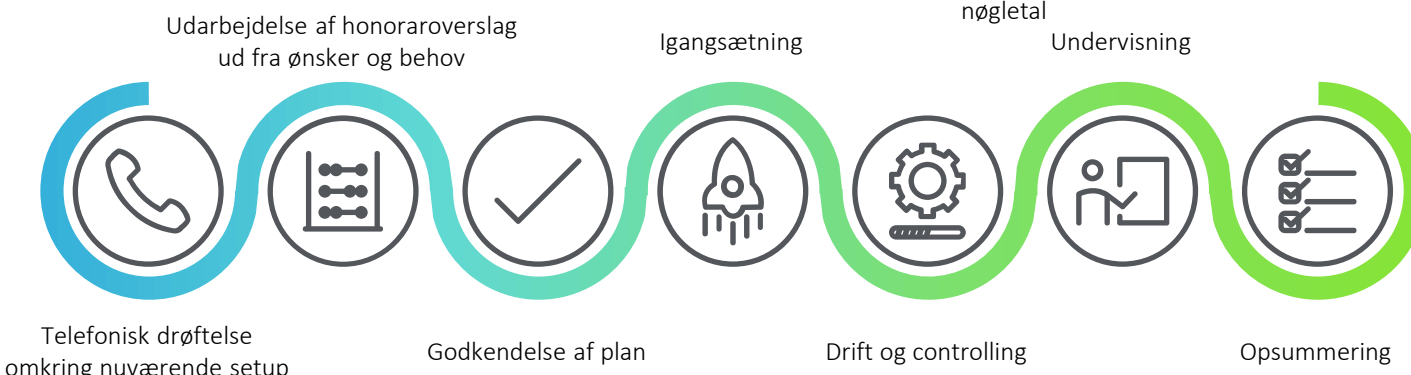 nøgletal
Udarbejdelse af honoraroverslag
ud fra ønsker og behov
Igangsætning
Undervisning
Telefonisk drøftelse
omkring nuværende setup
Godkendelse af plan
Drift og controlling
Opsummering